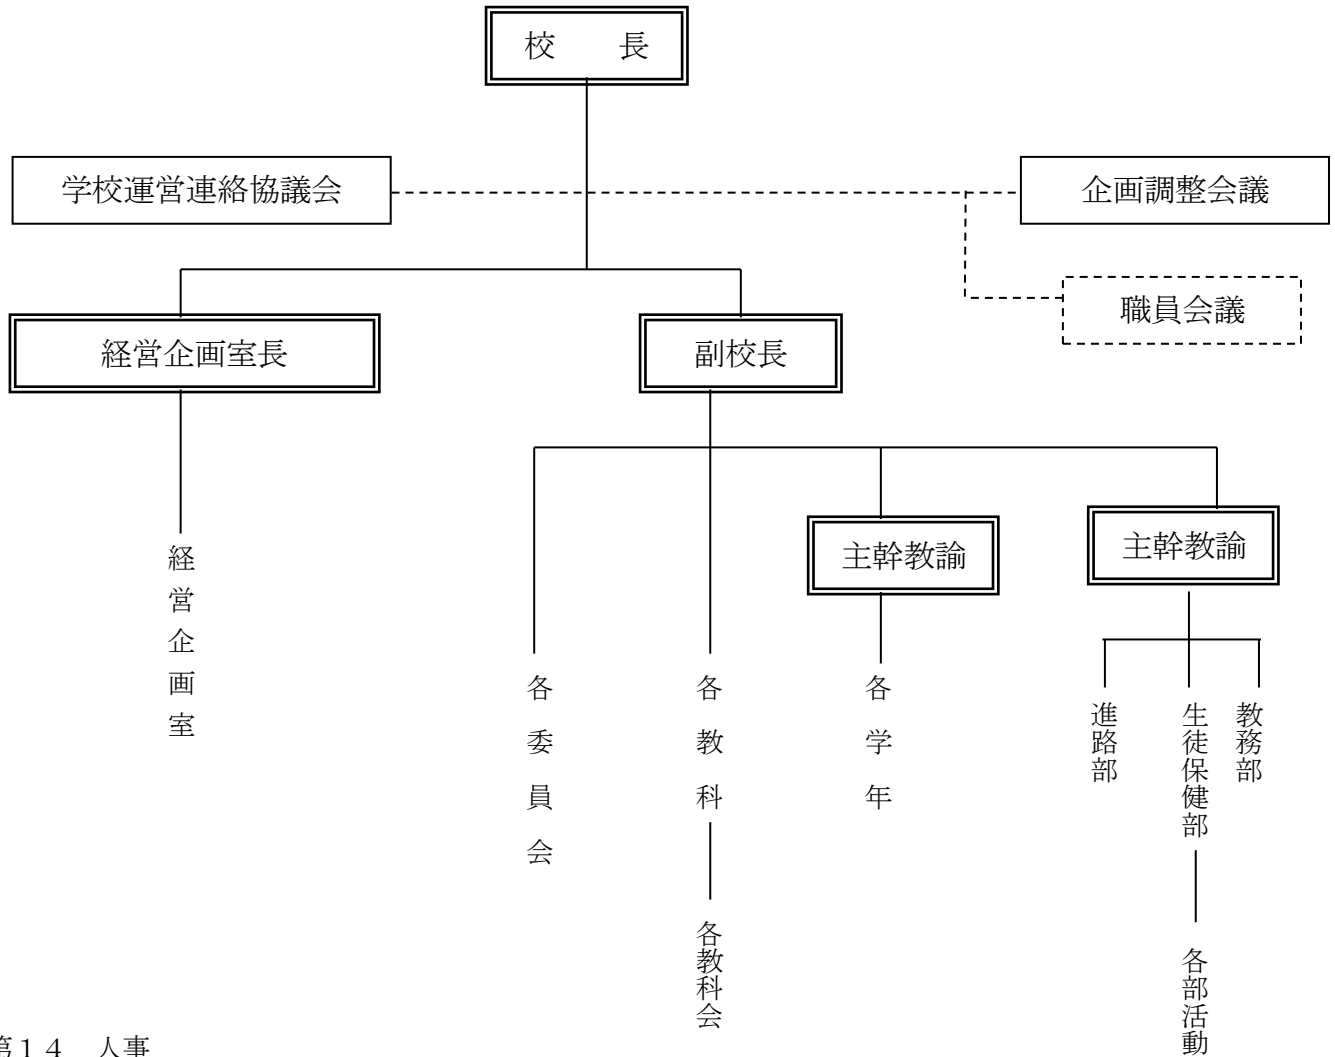 校　　長
学校運営連絡協議会
企画調整会議
職員会議
経営企画室長
副校長
主幹教諭
主幹教諭
経営企画室
各委員会
各教科
各学年
進路部
生徒保健部
教務部
各教科会
各部活動
第１４　人事